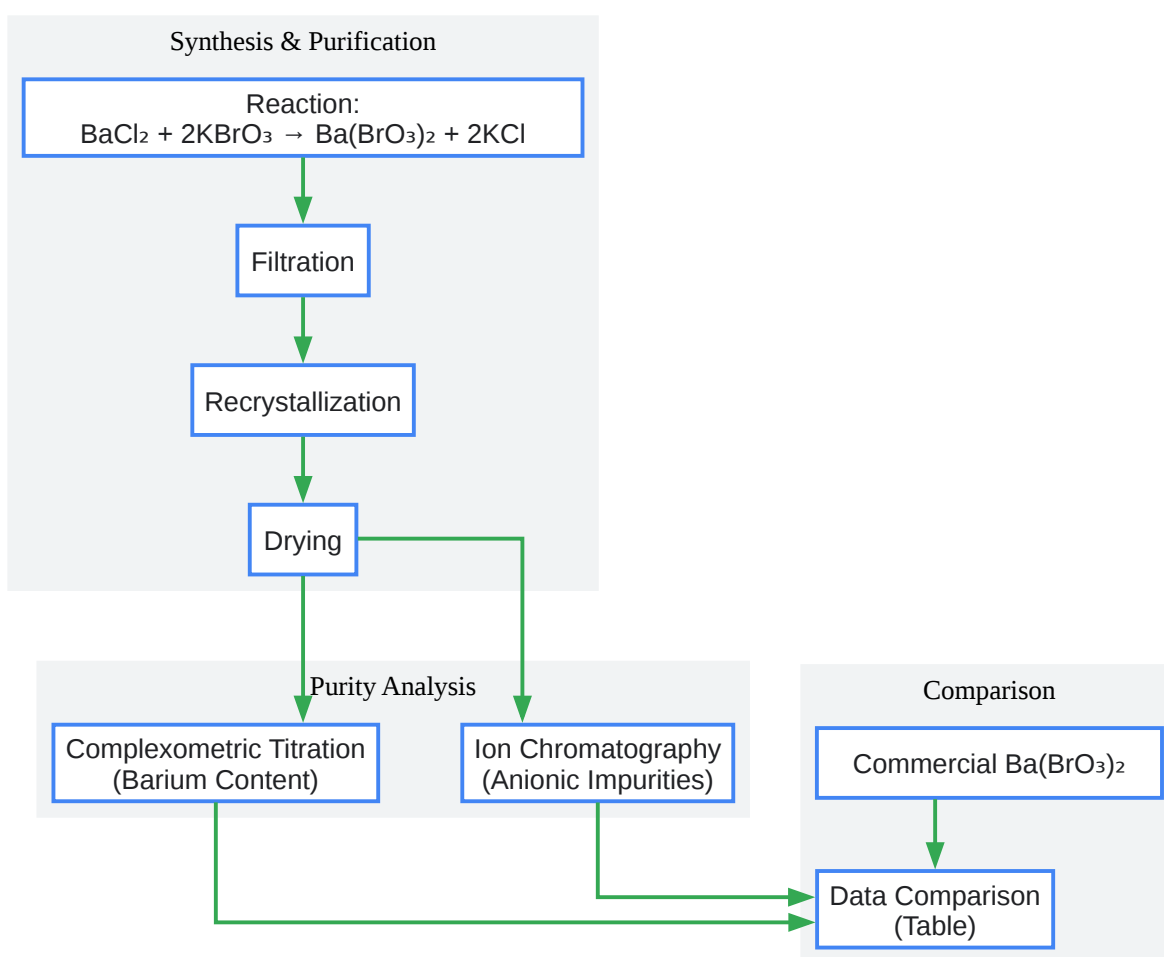 Synthesis & Purification
Reaction:
BaCl₂ + 2KBrO₃ → Ba(BrO₃)₂ + 2KCl
Filtration
Recrystallization
Drying
Purity Analysis
Complexometric Titration
(Barium Content)
Ion Chromatography
(Anionic Impurities)
Comparison
Commercial Ba(BrO₃)₂
Data Comparison
(Table)